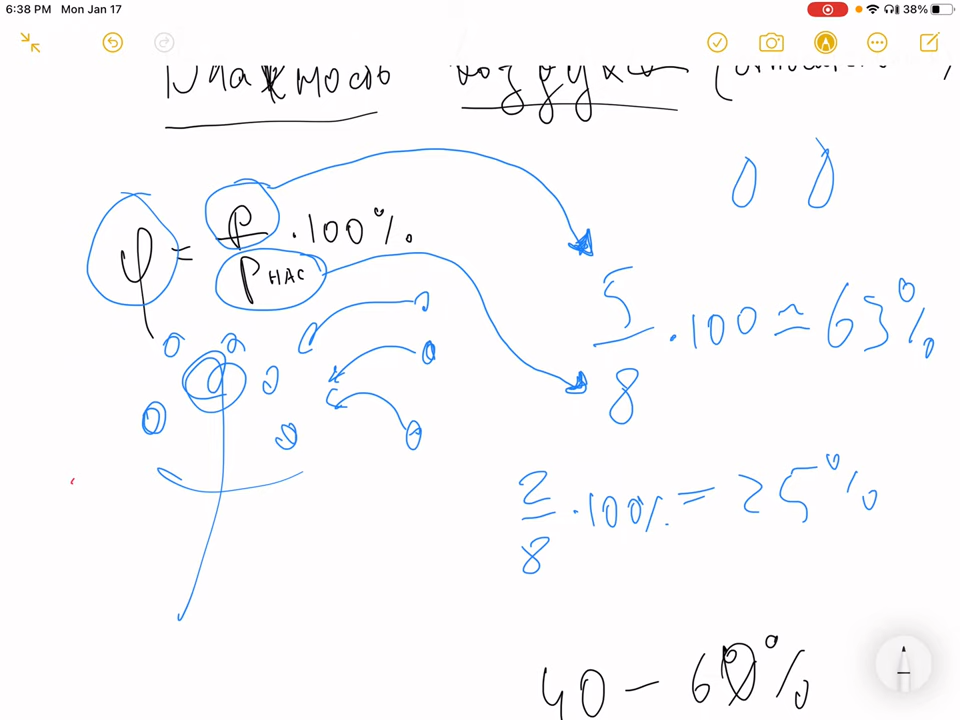 6:38 PM Mon Jan 17
38%
Влажность воздуха
φ = P / Pнас · 100%.
5 / 8 · 100 ≈ 63%
2 / 8 · 100% = 25%
40 – 60%